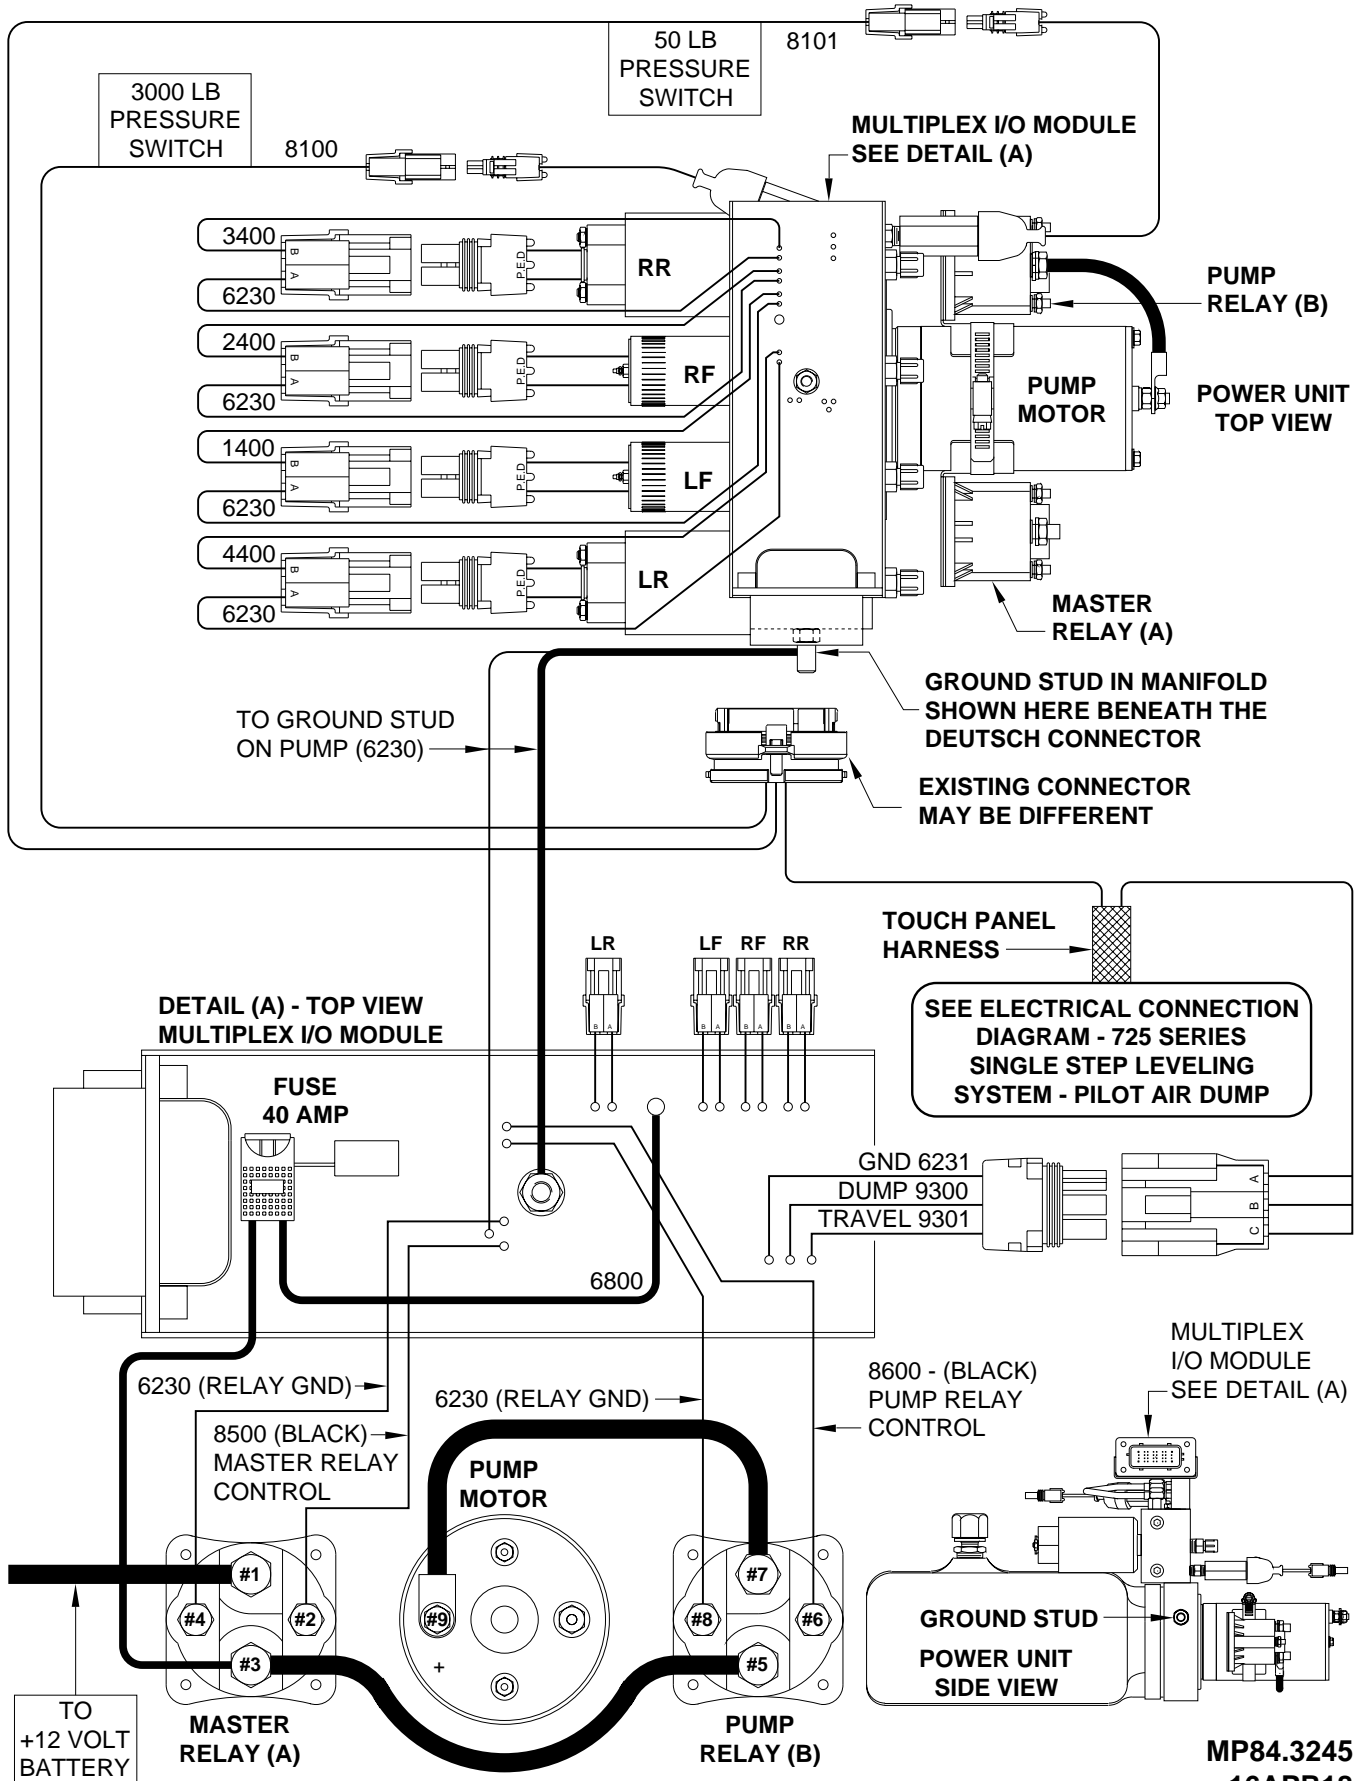 50 LB
PRESSURE
SWITCH
8101
3000 LB
PRESSURE
SWITCH
8100
MULTIPLEX I/O MODULE
SEE DETAIL (A)
3400
B
A
6230
P.E.D
RR
PUMP
RELAY (B)
2400
B
A
6230
P.E.D
RF
PUMP
MOTOR
POWER UNIT
TOP VIEW
1400
B
A
6230
P.E.D
LF
4400
B
A
6230
P.E.D
LR
MASTER
RELAY (A)
GROUND STUD IN MANIFOLD
SHOWN HERE BENEATH THE
DEUTSCH CONNECTOR
TO GROUND STUD
ON PUMP (6230)
EXISTING CONNECTOR
MAY BE DIFFERENT
TOUCH PANEL
HARNESS
SEE ELECTRICAL CONNECTION
DIAGRAM - 725 SERIES
SINGLE STEP LEVELING
SYSTEM - PILOT AIR DUMP
LR
LF
RF
RR
B A
B A
B A
B A
DETAIL (A) - TOP VIEW
MULTIPLEX I/O MODULE
FUSE
40 AMP
GND 6231
DUMP 9300
TRAVEL 9301
A
B
C
6800
6230 (RELAY GND)
8500 (BLACK)
MASTER RELAY
CONTROL
6230 (RELAY GND)
8600 - (BLACK)
PUMP RELAY
CONTROL
MULTIPLEX
I/O MODULE
SEE DETAIL (A)
PUMP
MOTOR
#1
#4
#2
#3
#9
+
#7
#8
#6
#5
GROUND STUD
POWER UNIT
SIDE VIEW
TO
+12 VOLT
BATTERY
MASTER
RELAY (A)
PUMP
RELAY (B)
MP84.3245